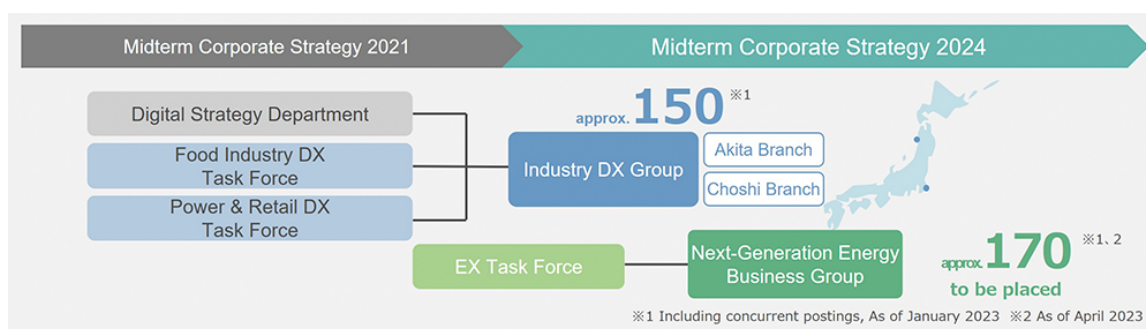 Midterm Corporate Strategy 2021
Midterm Corporate Strategy 2024
Digital Strategy Department
Food Industry DX
Task Force
Power & Retail DX
Task Force
approx.150 ※1
Industry DX Group
Akita Branch
Choshi Branch
EX Task Force
Next-Generation Energy
Business Group
approx.170 ※1、2
to be placed
※1 Including concurrent postings, As of January 2023 ※2 As of April 2023